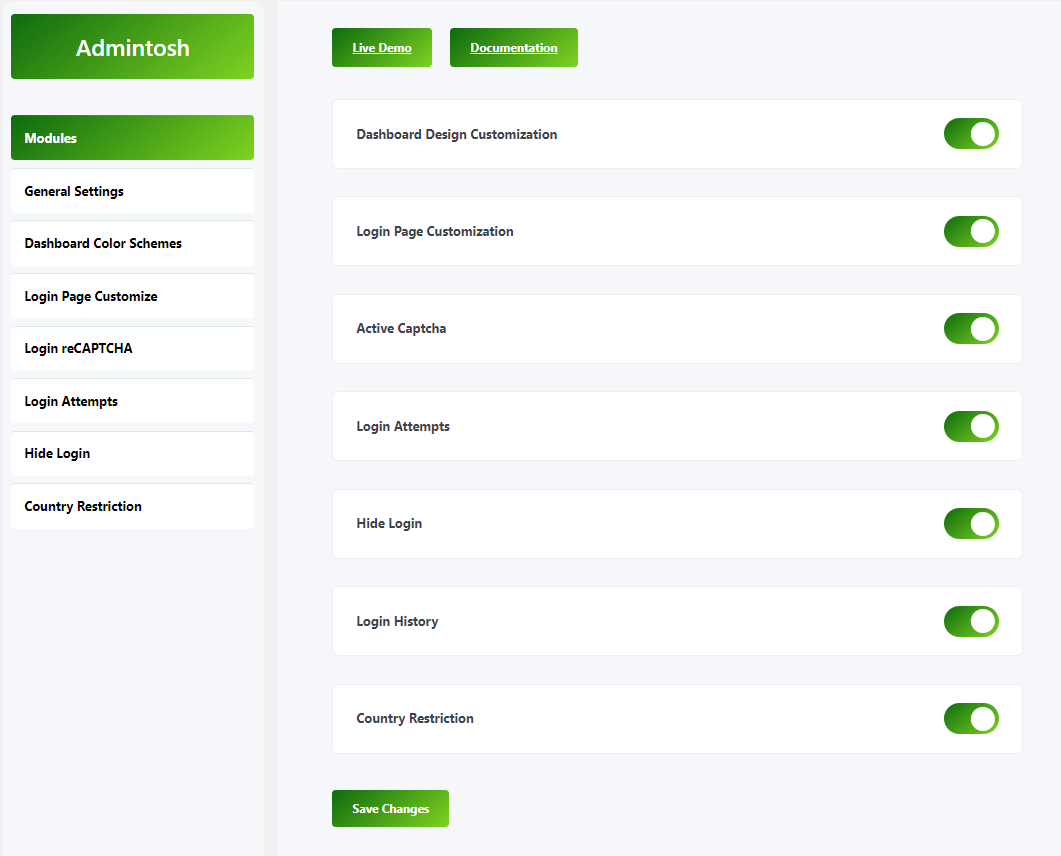 Admintosh
Modules
General Settings
Dashboard Color Schemes
Login Page Customize
Login reCAPTCHA
Login Attempts
Hide Login
Country Restriction
Live Demo
Documentation
Dashboard Design Customization
Login Page Customization
Active Captcha
Login Attempts
Hide Login
Login History
Country Restriction
Save Changes